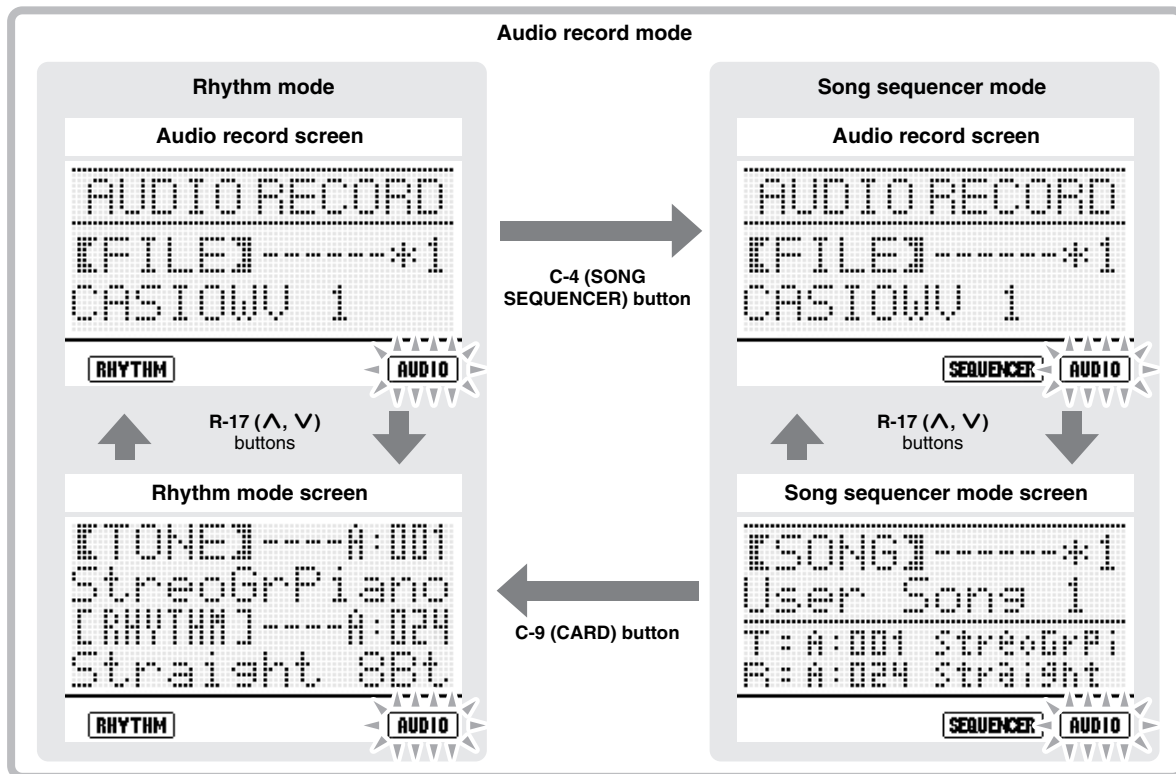 Audio record mode
Rhythm mode
Audio record screen
AUDIO RECORD
【FILE】------*1
CASIOWV 1
RHYTHM
AUDIO
R-17 (∧, ∨)
buttons
Rhythm mode screen
【TONE】----A:001
StreoGrPiano
[RHYTHM]----A:024
Straight 8Bt
RHYTHM
AUDIO
C-4 (SONG
SEQUENCER) button
C-9 (CARD) button
Song sequencer mode
Audio record screen
AUDIO RECORD
【FILE】------*1
CASIOWV 1
SEQUENCER
AUDIO
R-17 (∧, ∨)
buttons
Song sequencer mode screen
【SONG】------*1
User Song 1
T:A:001 StreoGrPi
R:A:024 Straight
SEQUENCER
AUDIO